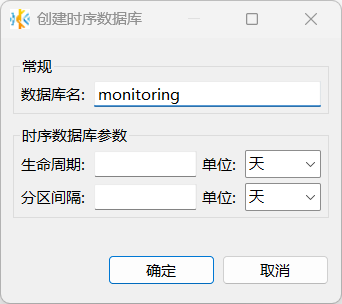 创建时序数据库
常规
数据库名: monitoring
时序数据库参数
生命周期: 单位: 天
分区间隔: 单位: 天
确定 取消